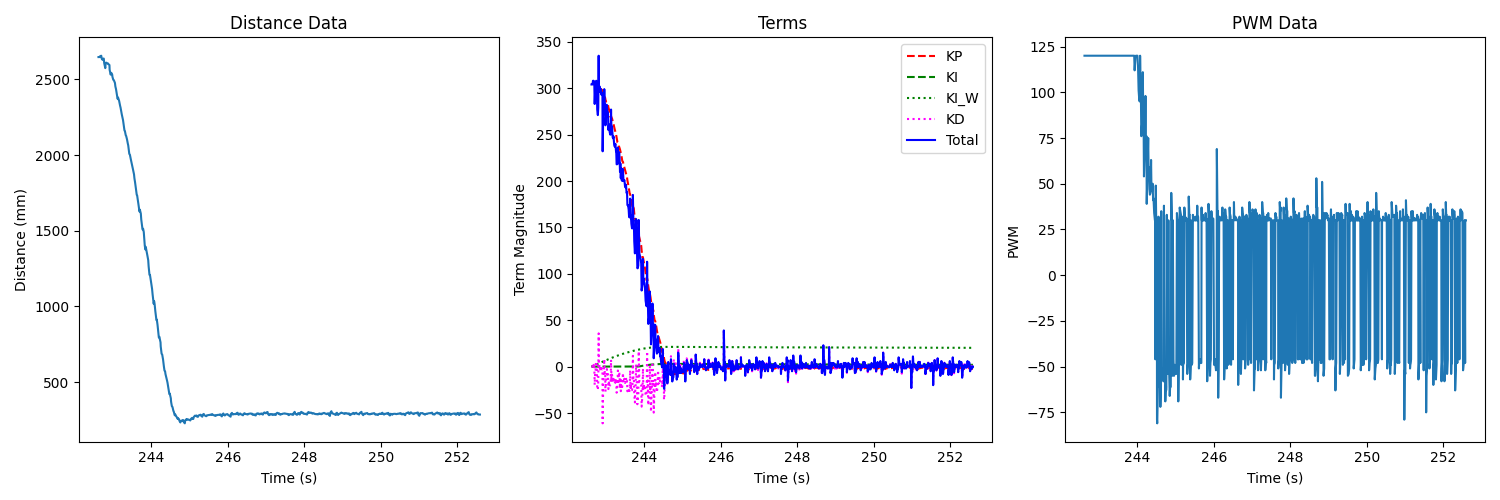 Distance Data
Distance (mm)
2500
2000
1500
1000
500
244 246 248 250 252
Time (s)
Terms
Term Magnitude
350
300
250
200
150
100
50
0
−50
KP
KI
KI_W
KD
Total
244 246 248 250 252
Time (s)
PWM Data
PWM
125
100
75
50
25
0
−25
−50
−75
244 246 248 250 252
Time (s)